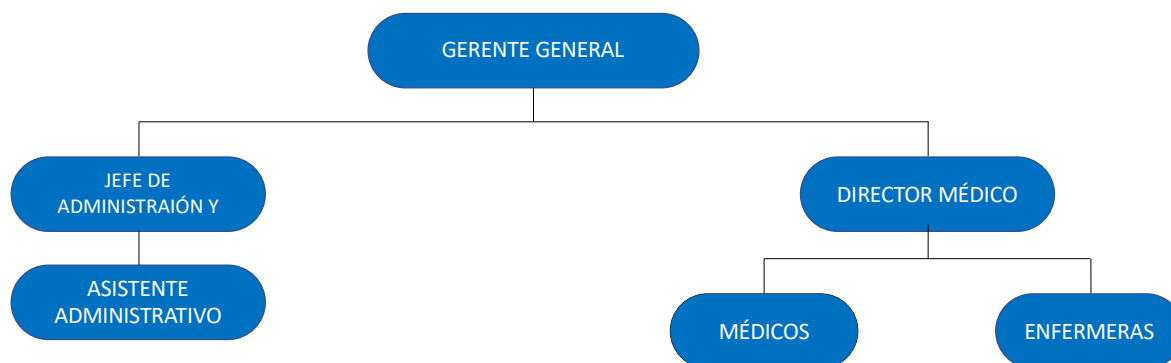 GERENTE GENERAL
JEFE DE
ADMINISTRAIÓN Y
DIRECTOR MÉDICO
ASISTENTE
ADMINISTRATIVO
MÉDICOS
ENFERMERAS